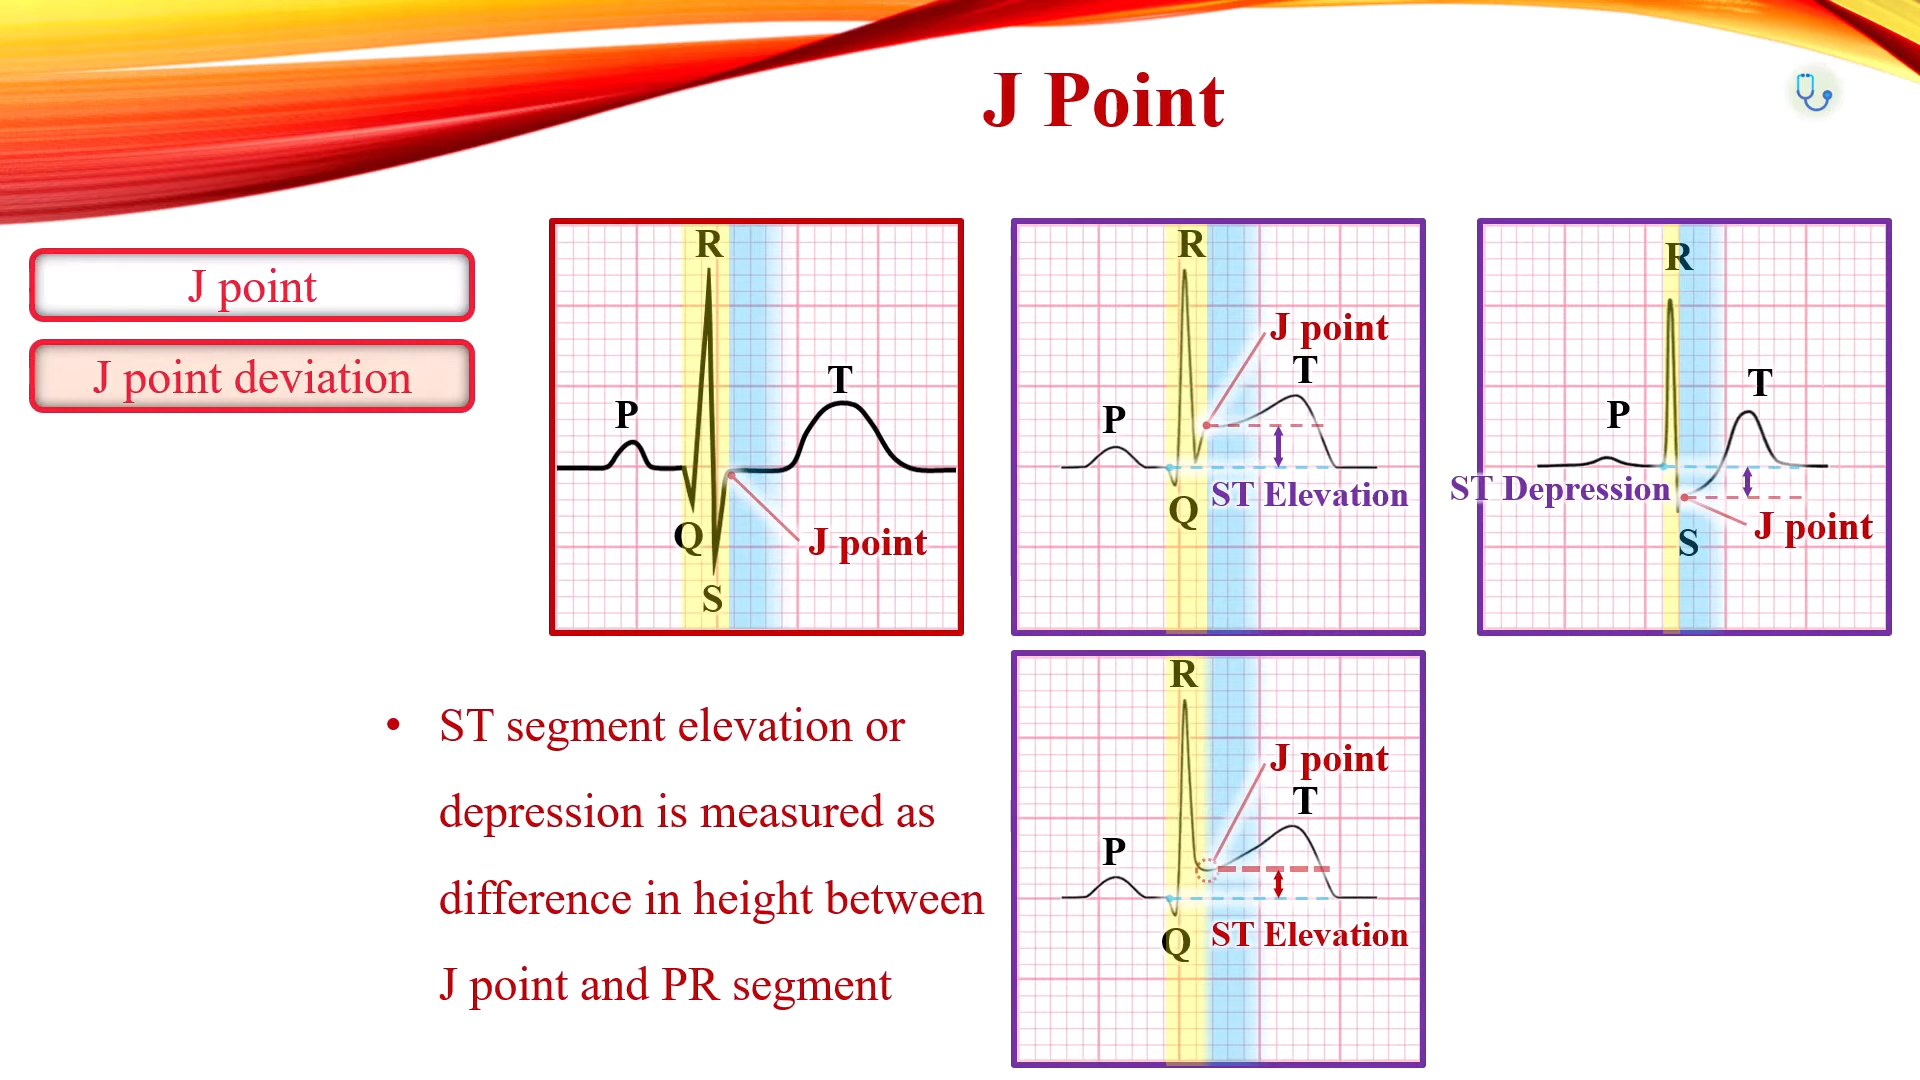 J Point
J point
J point deviation
R
P
T
Q
J point
S
R
J point
T
P
ST Elevation
Q
R
T
P
ST Depression
J point
S
R
J point
T
P
ST Elevation
Q
• ST segment elevation or
depression is measured as
difference in height between
J point and PR segment